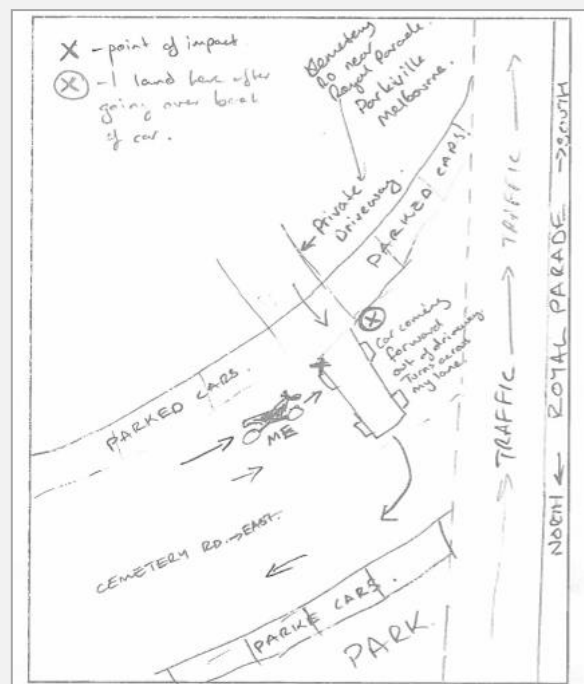 X - point of impact
X - I land here after
going over boot
of car.
Cemetery
Rd near
Royal Parade.
Parkville
Melbourne.
Private
Driveway.
PARKED CARS!
PARKED CARS.
Car coming
forward
out of driveway.
Turns across
my lane!
ME
CEMETERY RD. → EAST.
PARKE CARS.
PARK
→ TRAFFIC → TRAFFIC →
NORTH ← ROYAL PARADE → SOUTH